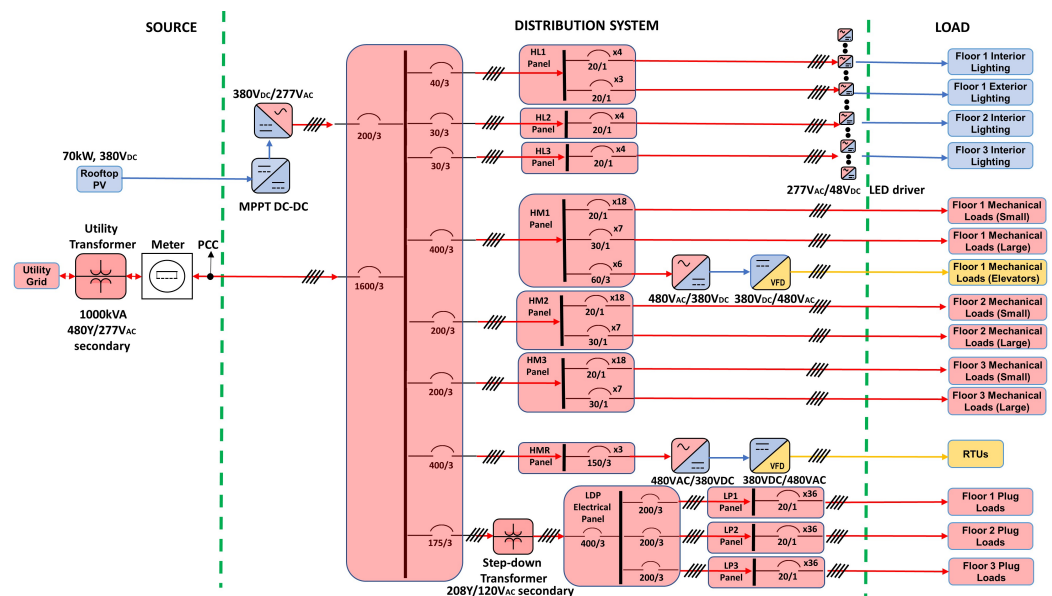 SOURCE
DISTRIBUTION SYSTEM
LOAD
70kW, 380VDC
Rooftop
PV
380VDC/277VAC
MPPT DC-DC
Utility
Transformer
Meter
PCC
Utility
Grid
1000kVA
480Y/277VAC
secondary
200/3
1600/3
40/3
30/3
30/3
400/3
200/3
200/3
400/3
175/3
HL1
Panel
x4
20/1
x3
20/1
HL2
Panel
x4
20/1
HL3
Panel
x4
20/1
277VAC/48VDC LED driver
HM1
Panel
x18
20/1
x7
30/1
x6
60/3
480VAC/380VDC
VFD
380VDC/480VAC
HM2
Panel
x18
20/1
x7
30/1
HM3
Panel
x18
20/1
x7
30/1
HMR
Panel
x3
150/3
480VAC/380VDC
VFD
380VDC/480VAC
Step-down
Transformer
208Y/120VAC secondary
LDP
Electrical
Panel
400/3
200/3
200/3
200/3
LP1
Panel
x36
20/1
LP2
Panel
x36
20/1
LP3
Panel
x36
20/1
Floor 1 Interior
Lighting
Floor 1 Exterior
Lighting
Floor 2 Interior
Lighting
Floor 3 Interior
Lighting
Floor 1 Mechanical
Loads (Small)
Floor 1 Mechanical
Loads (Large)
Floor 1 Mechanical
Loads (Elevators)
Floor 2 Mechanical
Loads (Small)
Floor 2 Mechanical
Loads (Large)
Floor 3 Mechanical
Loads (Small)
Floor 3 Mechanical
Loads (Large)
RTUs
Floor 1 Plug
Loads
Floor 2 Plug
Loads
Floor 3 Plug
Loads